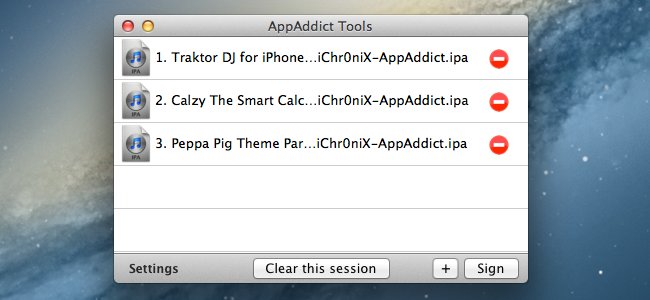 AppAddict Tools
1. Traktor DJ for iPhone...iChr0niX-AppAddict.ipa
IPA
2. Calzy The Smart Calc...iChr0niX-AppAddict.ipa
IPA
3. Peppa Pig Theme Par...iChr0niX-AppAddict.ipa
IPA
Settings
Clear this session
+
Sign